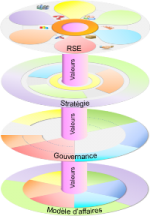 RSE
Valeurs
Stratégie
Valeurs
Gouvernance
Valeurs
Modèle d'affaires